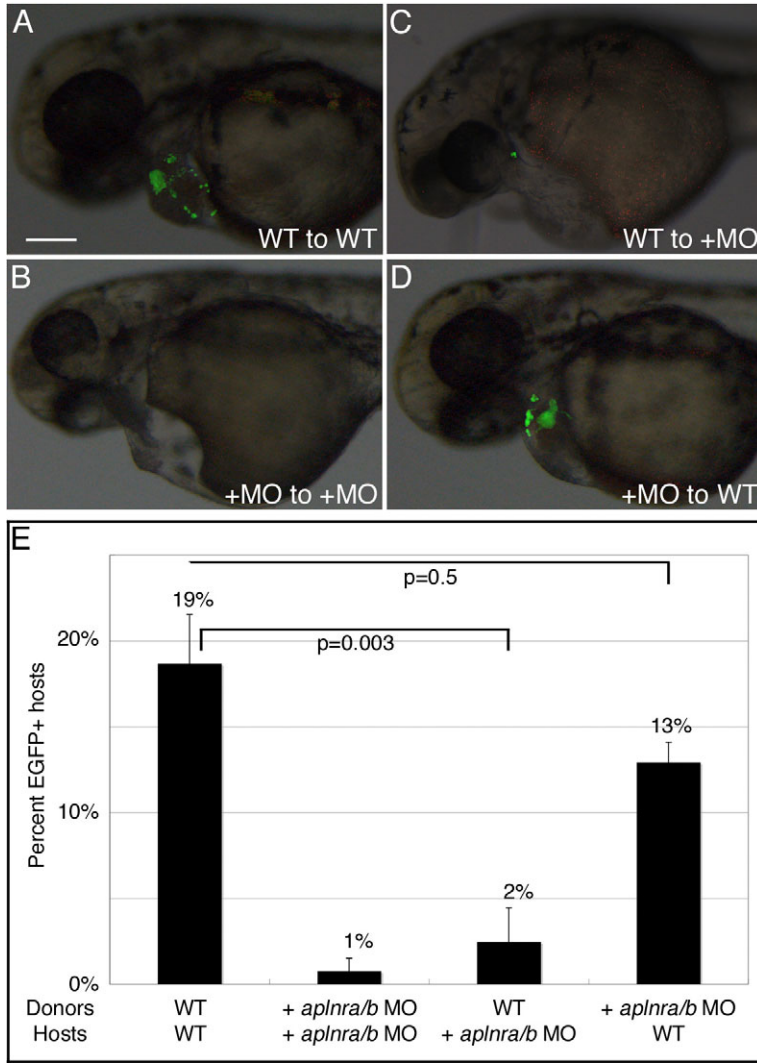 A
WT to WT
C
WT to +MO
B
+MO to +MO
D
+MO to WT
E
p=0.5
19%
p=0.003
20%
13%
Percent EGFP+ hosts
10%
2%
1%
0%
Donors WT + aplnra/b MO WT + aplnra/b MO
Hosts WT + aplnra/b MO + aplnra/b MO WT